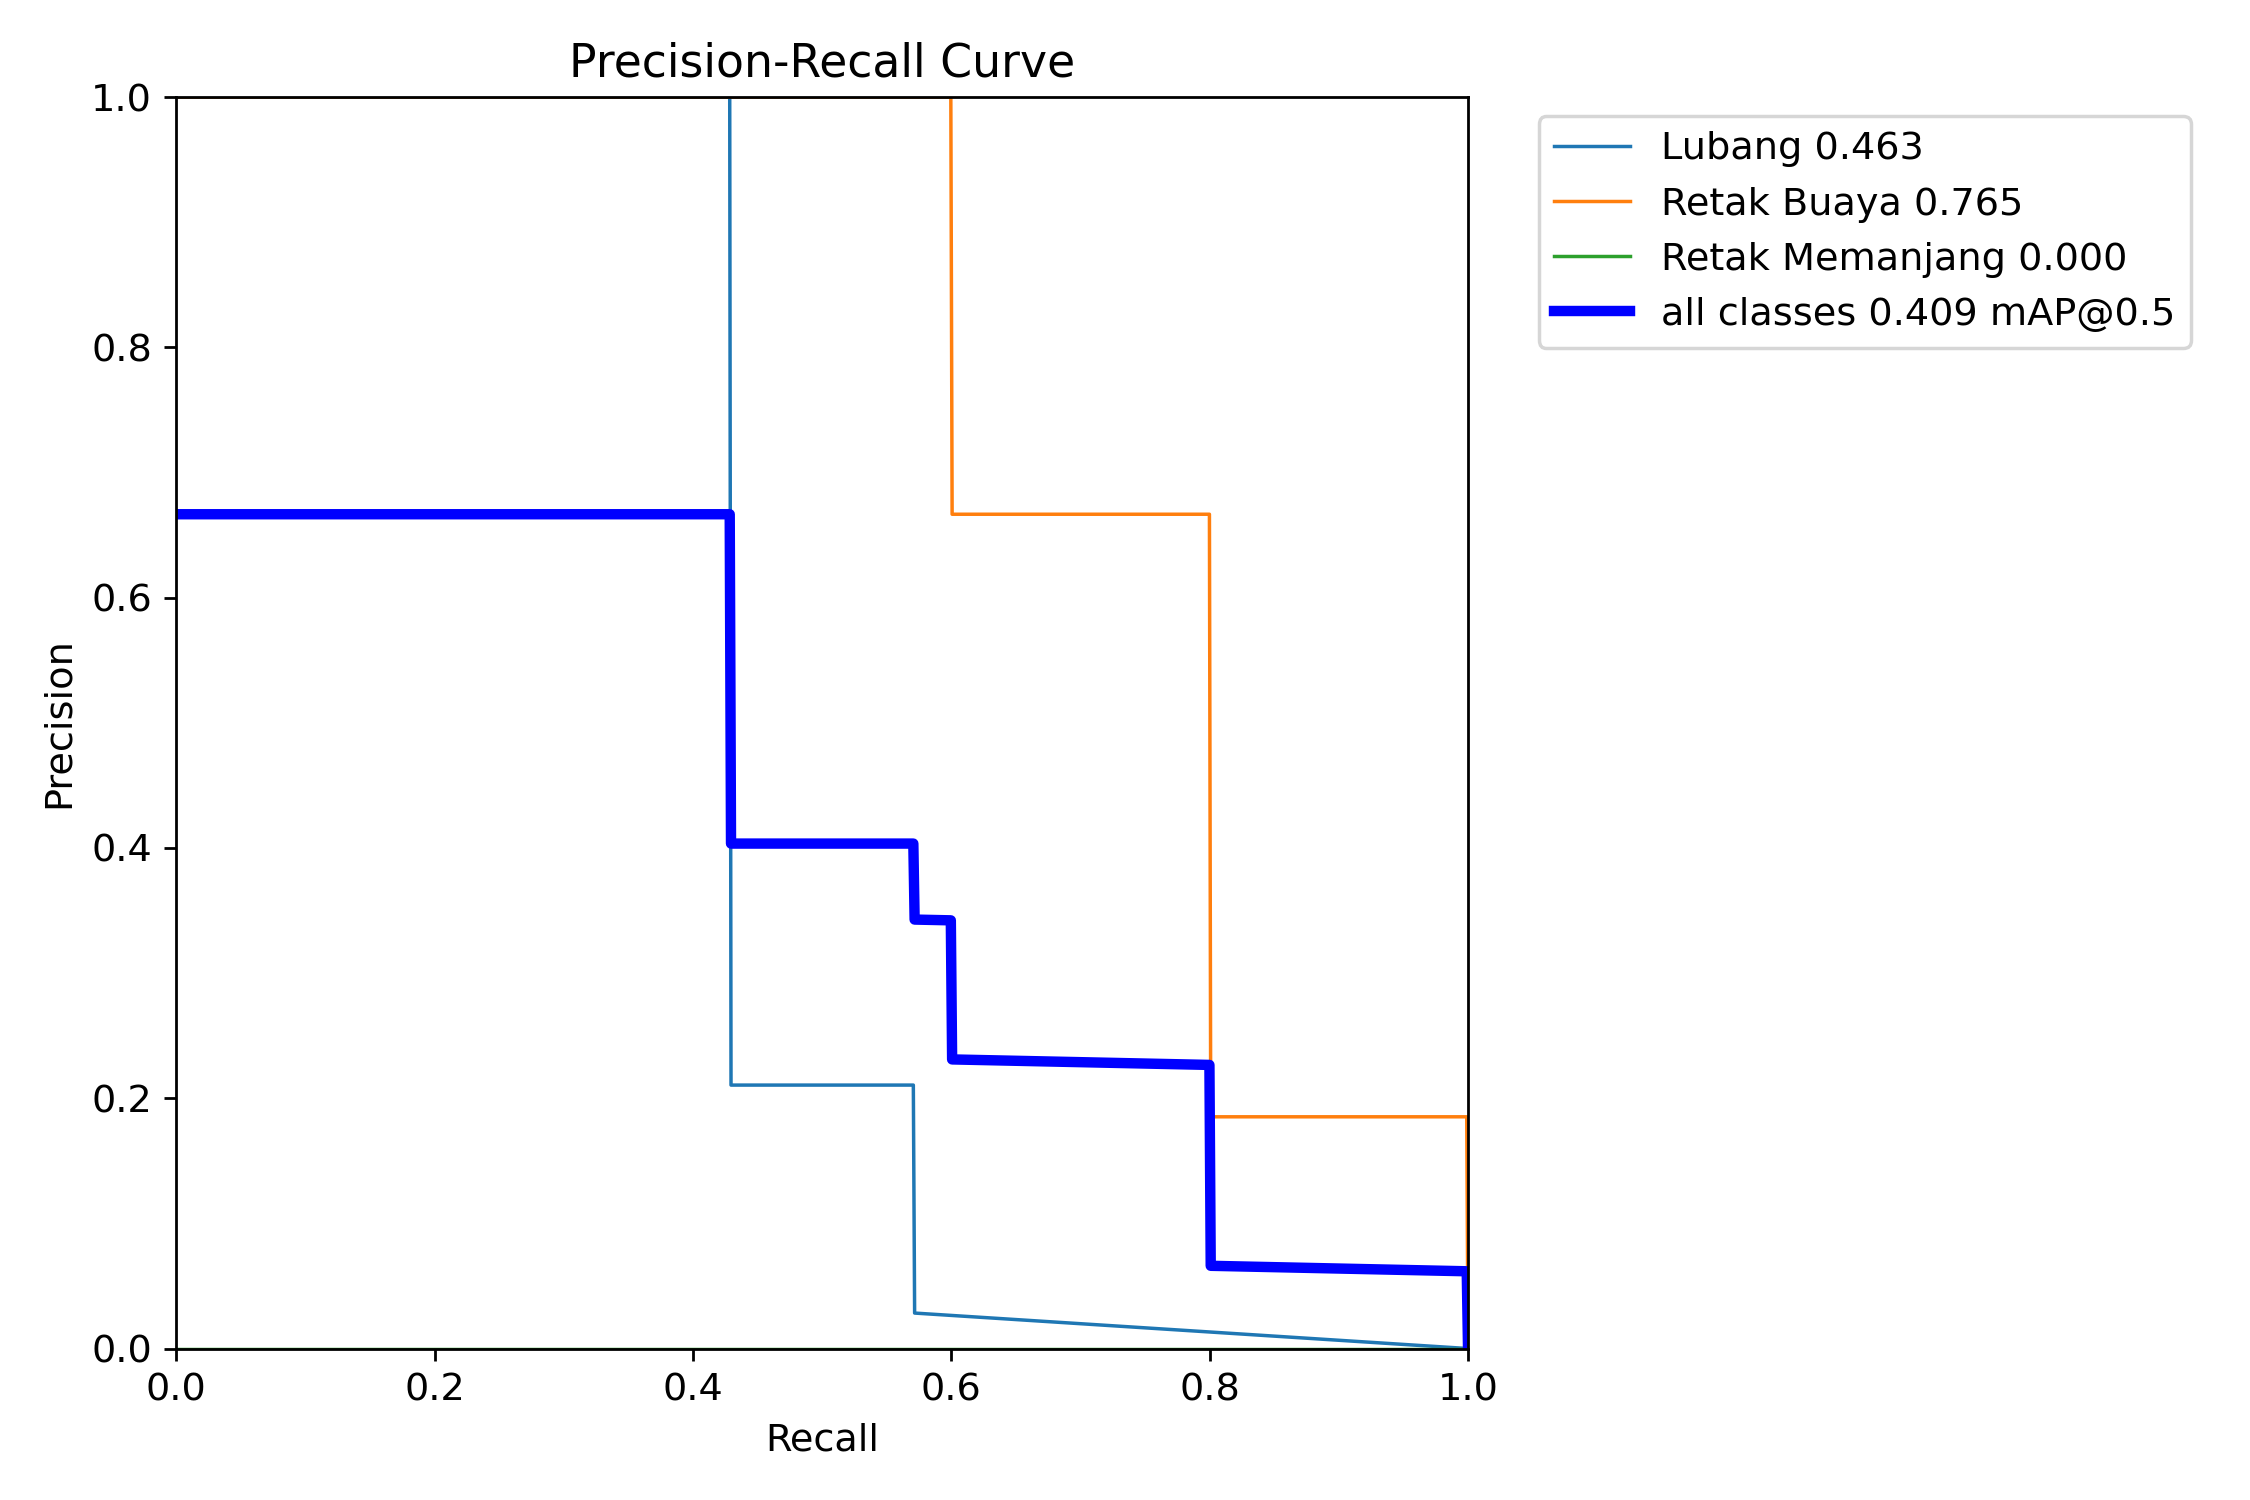 Precision-Recall Curve
Lubang 0.463
Retak Buaya 0.765
Retak Memanjang 0.000
all classes 0.409 mAP@0.5
Precision
1.0
0.8
0.6
0.4
0.2
0.0
0.0 0.2 0.4 0.6 0.8 1.0
Recall